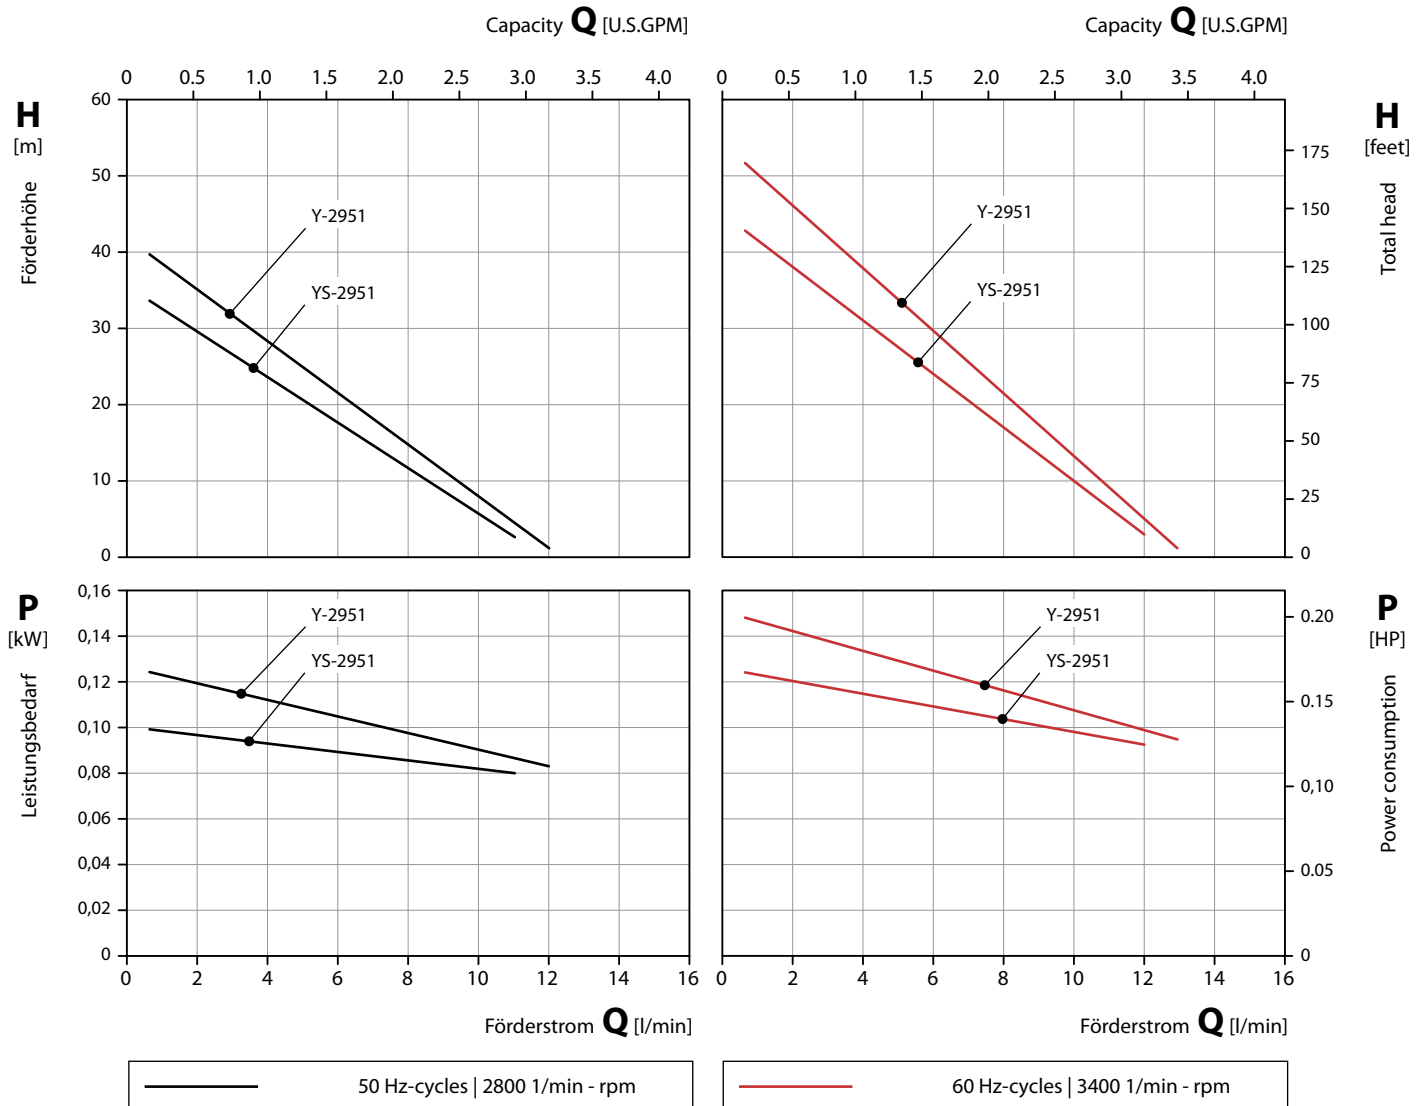 Capacity Q [U.S.GPM]
Capacity Q [U.S.GPM]
0 0.5 1.0 1.5 2.0 2.5 3.0 3.5 4.0
0 0.5 1.0 1.5 2.0 2.5 3.0 3.5 4.0
H
[m]
Förderhöhe
60
50
40
30
20
10
0
Y-2951
YS-2951
Y-2951
YS-2951
175
150
125
100
75
50
25
0
H
[feet]
Total head
P
[kW]
Leistungsbedarf
0,16
0,14
0,12
0,10
0,08
0,06
0,04
0,02
0
Y-2951
YS-2951
Y-2951
YS-2951
0.20
0.15
0,10
0.05
0
P
[HP]
Power consumption
0 2 4 6 8 10 12 14 16
0 2 4 6 8 10 12 14 16
Förderstrom Q [l/min]
Förderstrom Q [l/min]
50 Hz-cycles | 2800 1/min - rpm
60 Hz-cycles | 3400 1/min - rpm